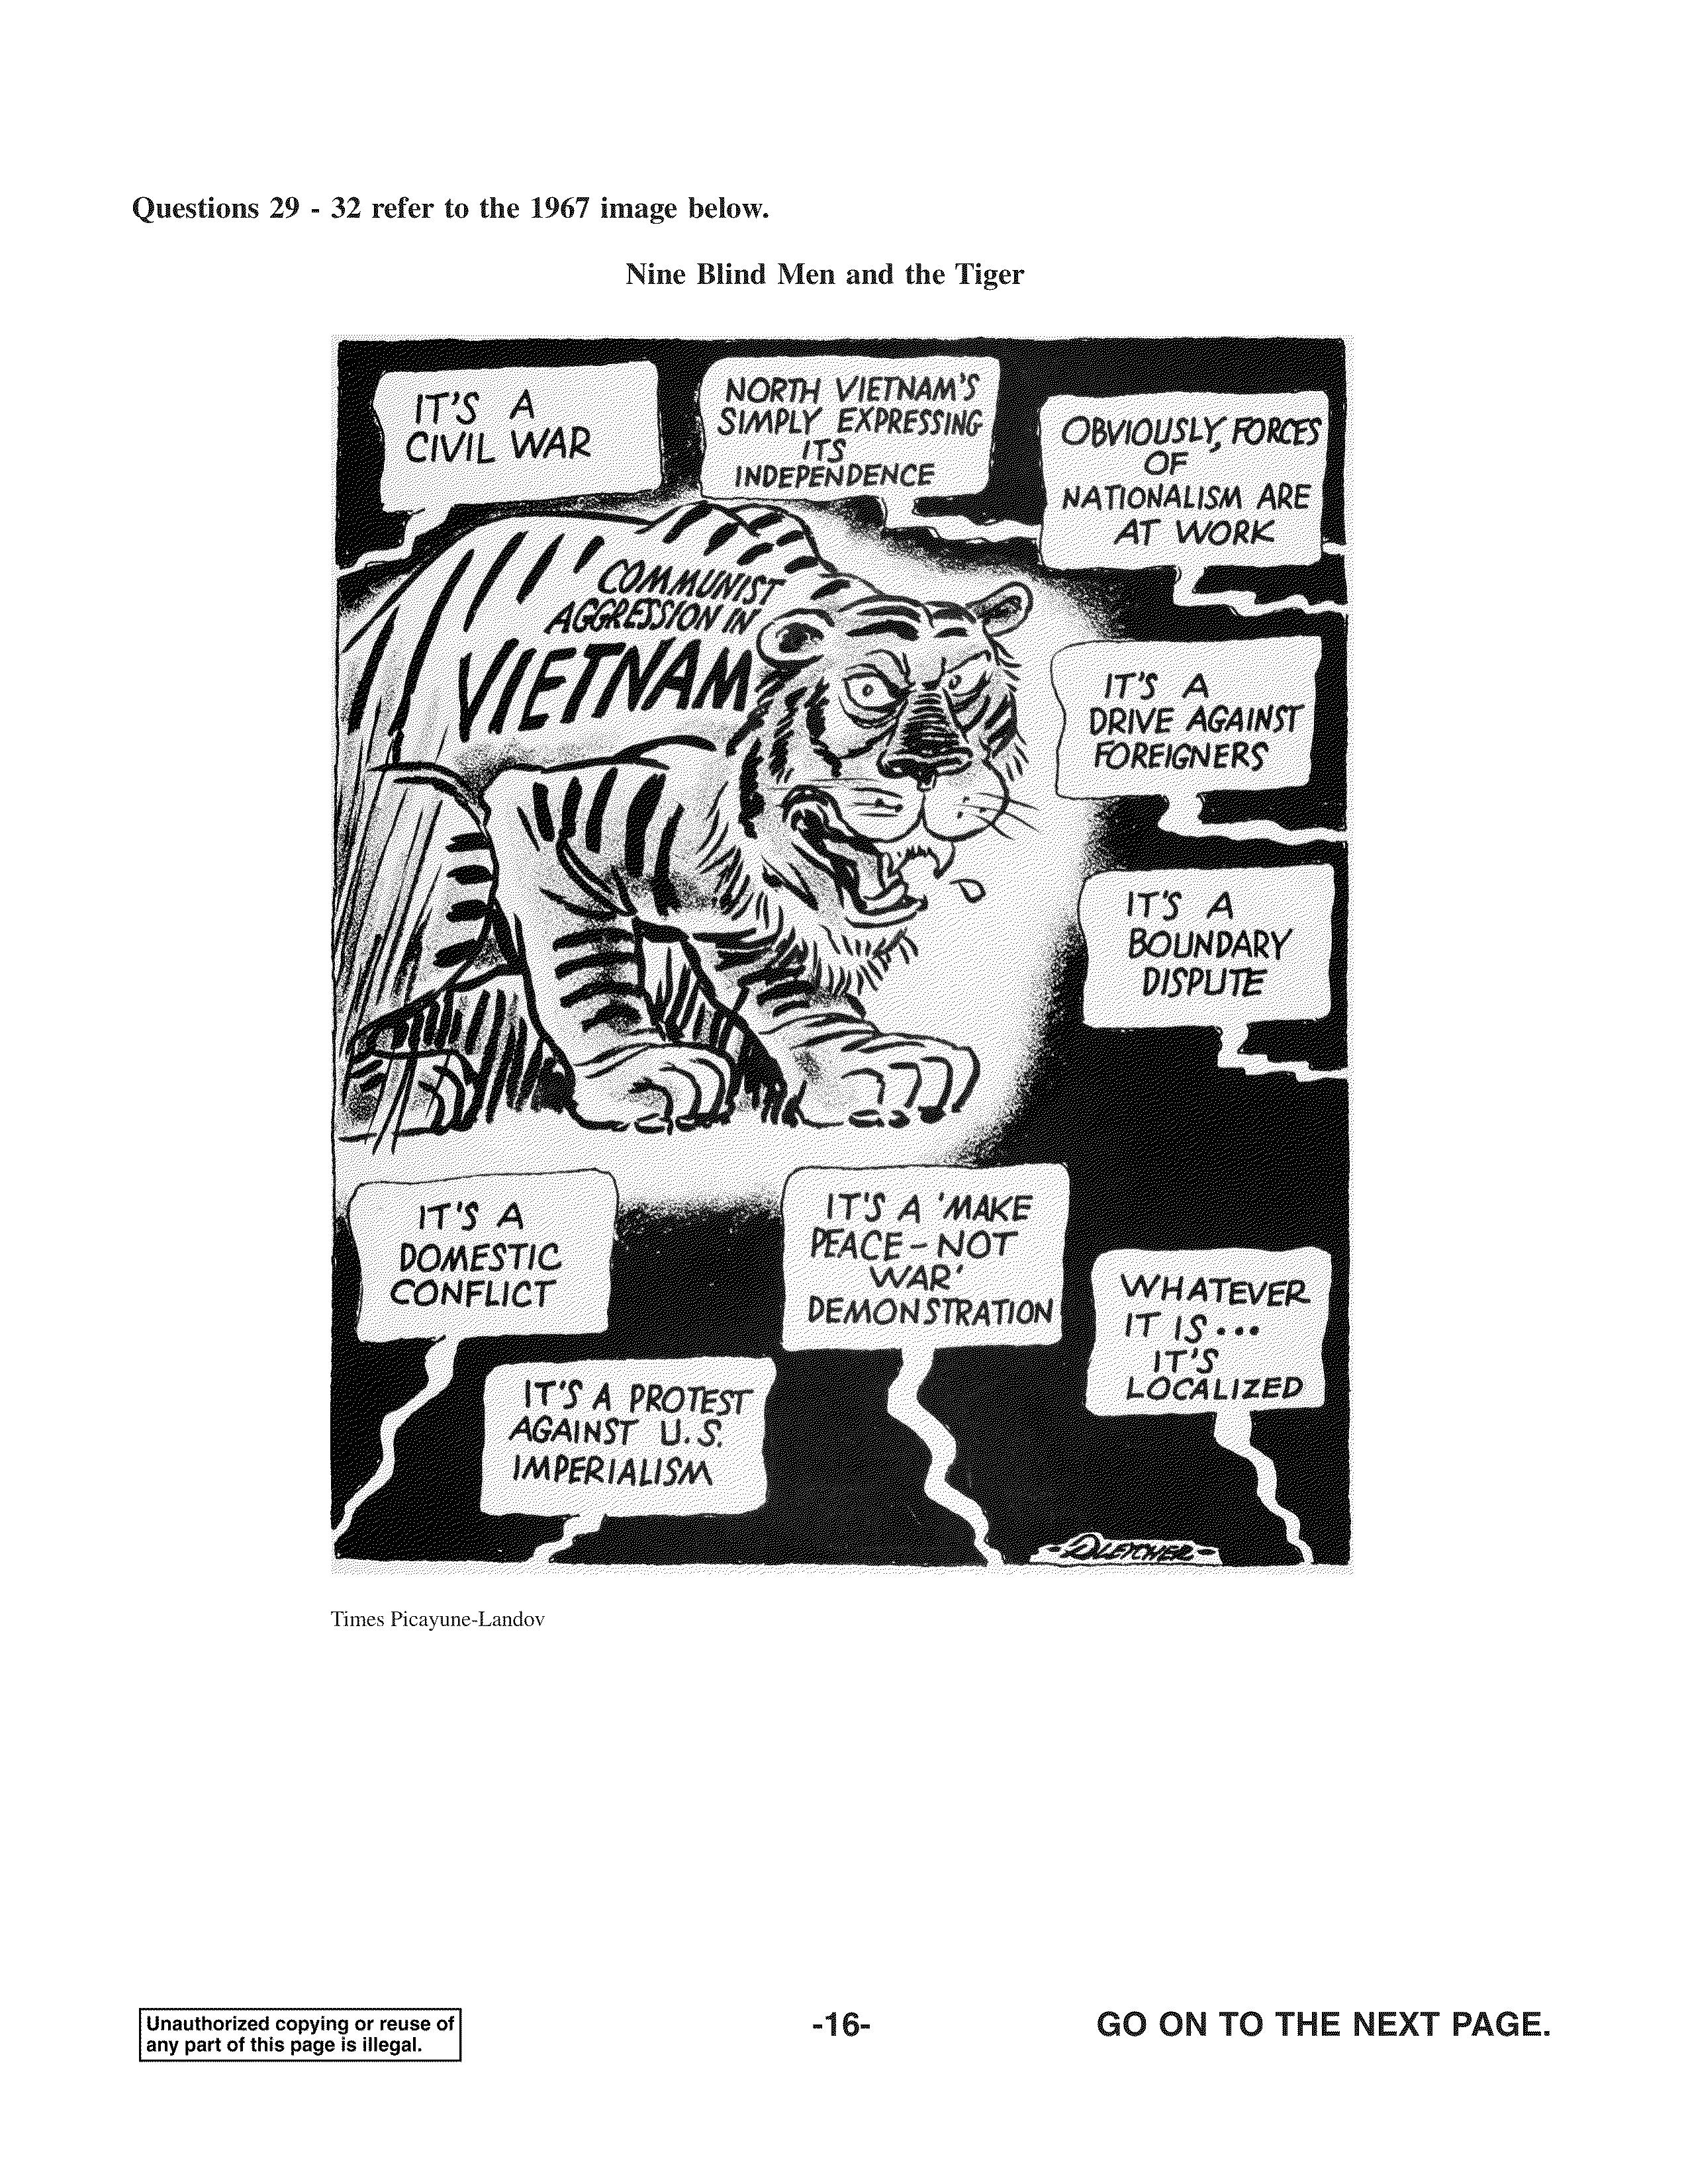 Questions 29 - 32 refer to the 1967 image below.
Nine Blind Men and the Tiger
IT'S A
CIVIL WAR
NORTH VIETNAM'S
SIMPLY EXPRESSING
ITS
INDEPENDENCE
OBVIOUSLY, FORCES
OF
NATIONALISM ARE
AT WORK
COMMUNIST
AGGRESSION IN
VIETNAM
IT'S A
DRIVE AGAINST
FOREIGNERS
IT'S A
BOUNDARY
DISPUTE
IT'S A
DOMESTIC
CONFLICT
IT'S A PROTEST
AGAINST U.S.
IMPERIALISM
IT'S A 'MAKE
PEACE - NOT
WAR'
DEMONSTRATION
WHATEVER
IT IS...
IT'S
LOCALIZED
Times Picayune-Landov
Unauthorized copying or reuse of
any part of this page is illegal.
-16-
GO ON TO THE NEXT PAGE.